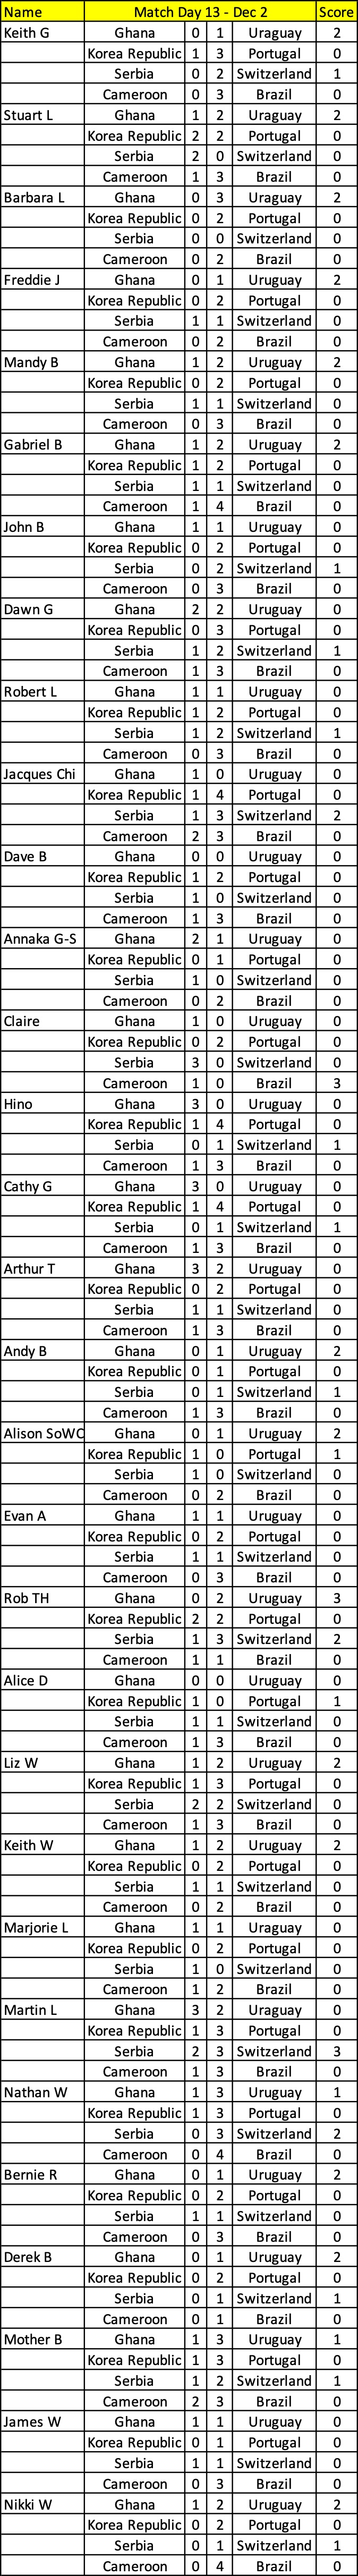 Name Match Day 13 - Dec 2 Score
Keith G Ghana 0 1 Uruguay 2
Korea Republic 1 3 Portugal 0
Serbia 0 2 Switzerland 1
Cameroon 0 3 Brazil 0
Stuart L Ghana 1 2 Uraguay 2
Korea Republic 2 2 Portugal 0
Serbia 2 0 Switzerland 0
Cameroon 1 3 Brazil 0
Barbara L Ghana 0 3 Uraguay 2
Korea Republic 0 2 Portugal 0
Serbia 0 0 Switzerland 0
Cameroon 0 2 Brazil 0
Freddie J Ghana 0 1 Uruguay 2
Korea Republic 0 2 Portugal 0
Serbia 1 1 Switzerland 0
Cameroon 0 2 Brazil 0
Mandy B Ghana 1 2 Uruguay 2
Korea Republic 0 2 Portugal 0
Serbia 1 1 Switzerland 0
Cameroon 0 3 Brazil 0
Gabriel B Ghana 1 2 Uruguay 2
Korea Republic 1 2 Portugal 0
Serbia 1 1 Switzerland 0
Cameroon 1 4 Brazil 0
John B Ghana 1 1 Uruguay 0
Korea Republic 0 2 Portugal 0
Serbia 0 2 Switzerland 1
Cameroon 0 3 Brazil 0
Dawn G Ghana 2 2 Uruguay 0
Korea Republic 0 3 Portugal 0
Serbia 1 2 Switzerland 1
Cameroon 1 3 Brazil 0
Robert L Ghana 1 1 Uruguay 0
Korea Republic 1 2 Portugal 0
Serbia 1 2 Switzerland 1
Cameroon 0 3 Brazil 0
Jacques Chi Ghana 1 0 Uruguay 0
Korea Republic 1 4 Portugal 0
Serbia 1 3 Switzerland 2
Cameroon 2 3 Brazil 0
Dave B Ghana 0 0 Uruguay 0
Korea Republic 1 2 Portugal 0
Serbia 1 0 Switzerland 0
Cameroon 1 3 Brazil 0
Annaka G-S Ghana 2 1 Uruguay 0
Korea Republic 0 1 Portugal 0
Serbia 1 0 Switzerland 0
Cameroon 0 2 Brazil 0
Claire Ghana 1 0 Uruguay 0
Korea Republic 0 2 Portugal 0
Serbia 3 0 Switzerland 0
Cameroon 1 0 Brazil 3
Hino Ghana 3 0 Uruguay 0
Korea Republic 1 4 Portugal 0
Serbia 0 1 Switzerland 1
Cameroon 1 3 Brazil 0
Cathy G Ghana 3 0 Uruguay 0
Korea Republic 1 4 Portugal 0
Serbia 0 1 Switzerland 1
Cameroon 1 3 Brazil 0
Arthur T Ghana 3 2 Uruguay 0
Korea Republic 0 2 Portugal 0
Serbia 1 1 Switzerland 0
Cameroon 1 3 Brazil 0
Andy B Ghana 0 1 Uruguay 2
Korea Republic 0 1 Portugal 0
Serbia 0 1 Switzerland 1
Cameroon 1 3 Brazil 0
Alison SoWC Ghana 0 1 Uruguay 2
Korea Republic 1 0 Portugal 1
Serbia 1 0 Switzerland 0
Cameroon 0 2 Brazil 0
Evan A Ghana 1 1 Uruguay 0
Korea Republic 0 2 Portugal 0
Serbia 1 1 Switzerland 0
Cameroon 0 3 Brazil 0
Rob TH Ghana 0 2 Uruguay 3
Korea Republic 2 2 Portugal 0
Serbia 1 3 Switzerland 2
Cameroon 1 1 Brazil 0
Alice D Ghana 0 0 Uruguay 0
Korea Republic 1 0 Portugal 1
Serbia 1 1 Switzerland 0
Cameroon 1 3 Brazil 0
Liz W Ghana 1 2 Uruguay 2
Korea Republic 1 3 Portugal 0
Serbia 2 2 Switzerland 0
Cameroon 1 3 Brazil 0
Keith W Ghana 1 2 Uruguay 2
Korea Republic 0 2 Portugal 0
Serbia 1 1 Switzerland 0
Cameroon 0 2 Brazil 0
Marjorie L Ghana 1 1 Uraguay 0
Korea Republic 0 2 Portugal 0
Serbia 1 0 Switzerland 0
Cameroon 1 2 Brazil 0
Martin L Ghana 3 2 Uraguay 0
Korea Republic 1 3 Portugal 0
Serbia 2 3 Switzerland 3
Cameroon 1 3 Brazil 0
Nathan W Ghana 1 3 Uruguay 1
Korea Republic 1 3 Portugal 0
Serbia 0 3 Switzerland 2
Cameroon 0 4 Brazil 0
Bernie R Ghana 0 1 Uruguay 2
Korea Republic 0 2 Portugal 0
Serbia 1 1 Switzerland 0
Cameroon 0 3 Brazil 0
Derek B Ghana 0 1 Uruguay 2
Korea Republic 0 2 Portugal 0
Serbia 0 1 Switzerland 1
Cameroon 0 1 Brazil 0
Mother B Ghana 1 3 Uruguay 1
Korea Republic 1 3 Portugal 0
Serbia 1 2 Switzerland 1
Cameroon 2 3 Brazil 0
James W Ghana 1 1 Uruguay 0
Korea Republic 0 1 Portugal 0
Serbia 1 1 Switzerland 0
Cameroon 0 3 Brazil 0
Nikki W Ghana 1 2 Uruguay 2
Korea Republic 0 2 Portugal 0
Serbia 0 1 Switzerland 1
Cameroon 0 4 Brazil 0